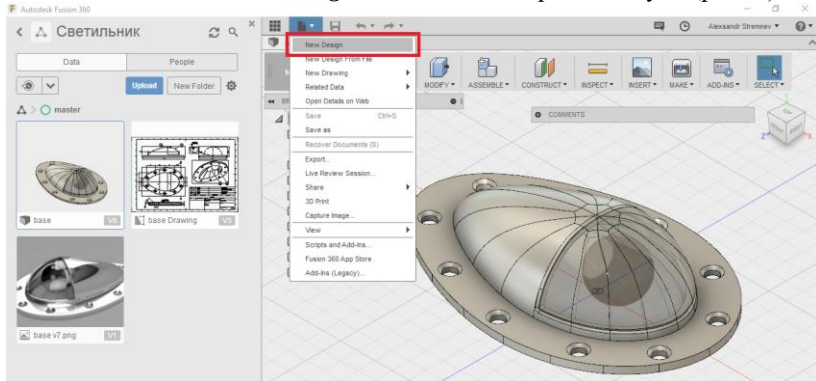 Autodesk Fusion 360
Светильник
Data People
Upload New Folder
master
base V8
base Drawing V3
base v7.png V1
New Design
New Design From File
New Drawing
Related Data
Open Details on Web
Save Ctrl+S
Save as
Recover Documents (0)
Export...
Live Review Session...
Share
3D Print
Capture Image...
View
Scripts and Add-Ins...
Fusion 360 App Store
Add-Ins (Legacy)...
Alexsandr Stremnev
MODIFY ASSEMBLE CONSTRUCT INSPECT INSERT MAKE ADD-INS SELECT
COMMENTS
Z X